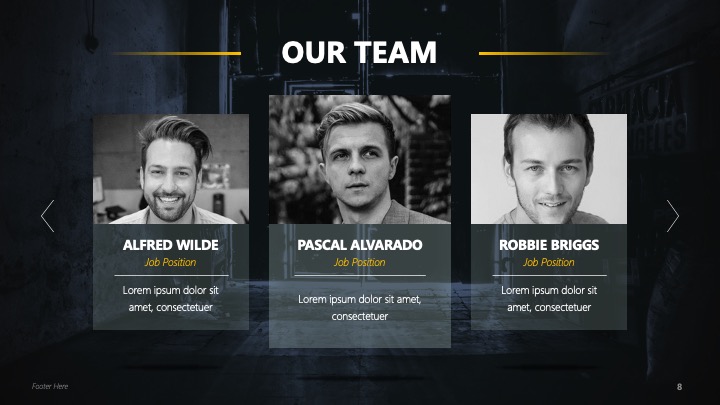 OUR TEAM
ALFRED WILDE
Job Position
Lorem ipsum dolor sit
amet, consectetuer
PASCAL ALVARADO
Job Position
Lorem ipsum dolor sit amet,
consectetuer
ROBBIE BRIGGS
Job Position
Lorem ipsum dolor sit
amet, consectetuer
Footer Here
8